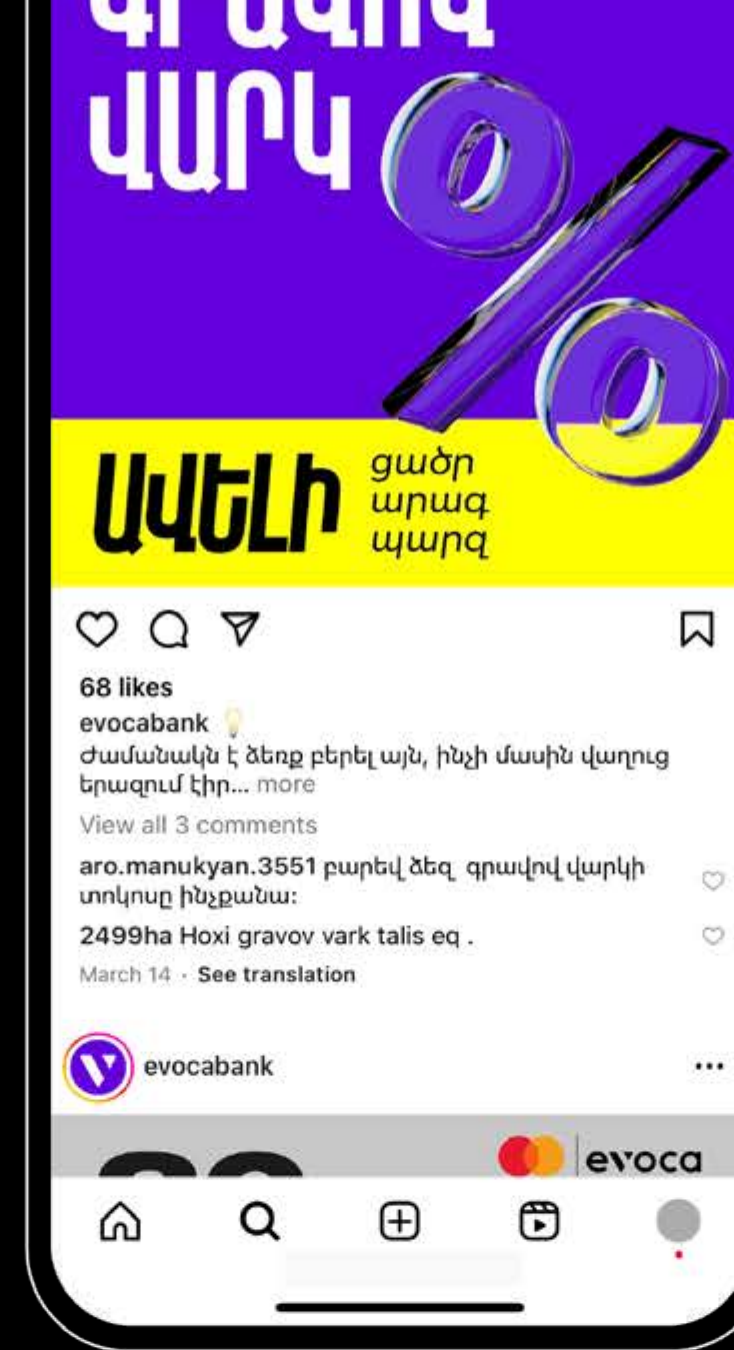 ԳՐԱՎՈՎ
ՎԱՐԿ
%
ԱՎԵԼԻ
ցածր
արագ
պարզ
68 likes
evocabank 💡
Ժամանակն է ձեռք բերել այն, ինչի մասին վաղուց
երազում էիր... more
View all 3 comments
aro.manukyan.3551 բարեվ ձեզ գրավով վարկի
տոկոսը ինչքանա:
2499ha Hoxi gravov vark talis eq .
March 14 · See translation
evocabank
evoca